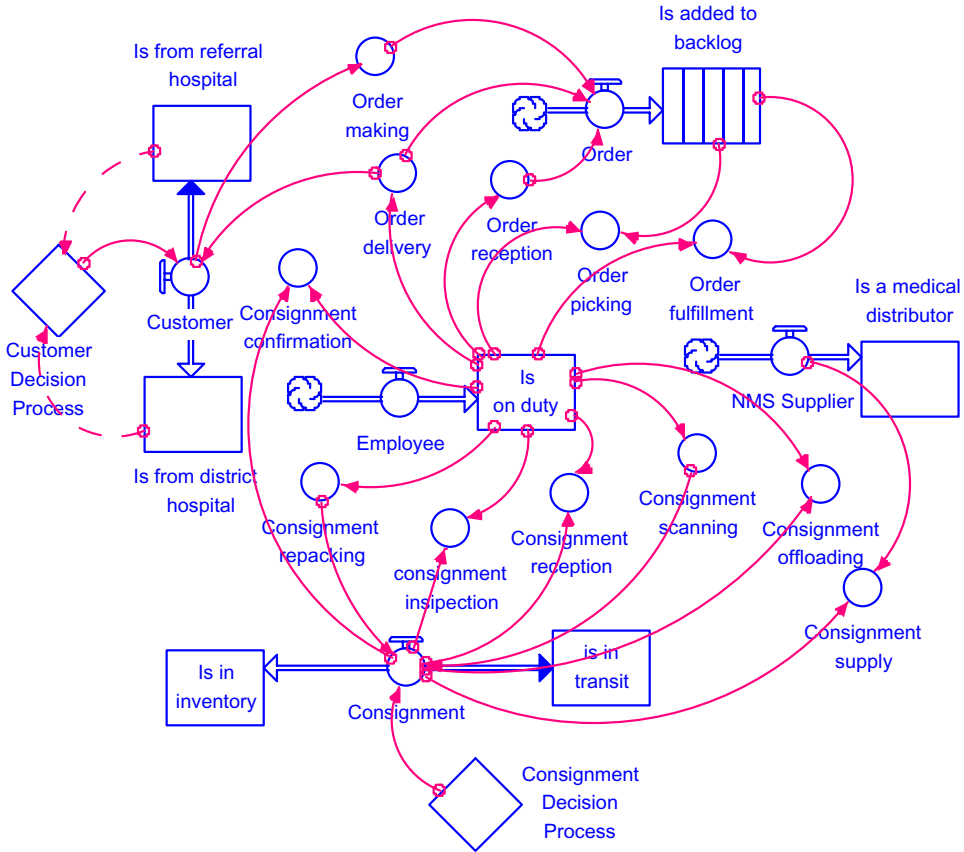 Is added to
backlog
Is from referral
hospital
Order
making
Order
Order
delivery
Order
reception
Order
picking
Order
fulfillment
Is a medical
distributor
Customer
Consignment
confirmation
Customer
Decision
Process
Is
on duty
NMS Supplier
Employee
Is from district
hospital
Consignment
repacking
consignment
insipection
Consignment
reception
Consignment
scanning
Consignment
offloading
Consignment
supply
Is in
inventory
is in
transit
Consignment
Consignment
Decision
Process